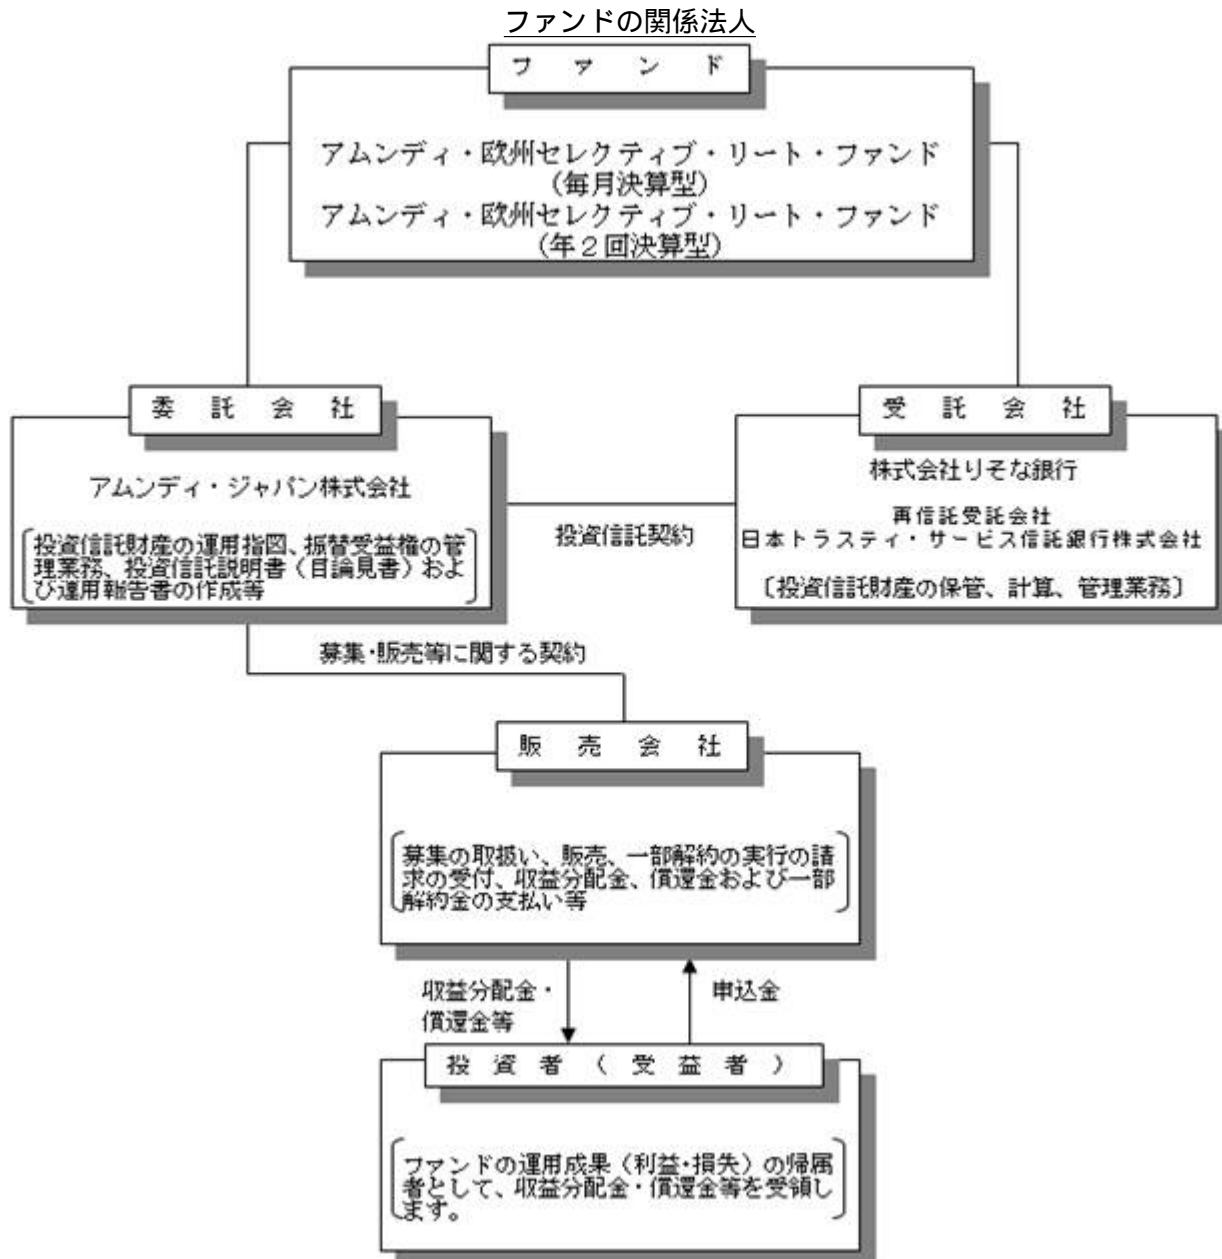 ファンドの関係法人
ファンド
アムンディ・欧州セレクティブ・リート・ファンド
（毎月決算型）
アムンディ・欧州セレクティブ・リート・ファンド
（年２回決算型）
委託会社
アムンディ・ジャパン株式会社
投資信託財産の運用指図、振替受益権の管
理業務、投資信託説明書（目論見書）およ
び運用報告書の作成等
投資信託契約
受託会社
株式会社りそな銀行
再信託受託会社
日本トラスティ・サービス信託銀行株式会社
〔投資信託財産の保管、計算、管理業務〕
募集・販売等に関する契約
販売会社
募集の取扱い、販売、一部解約の実行の請
求の受付、収益分配金、償還金および一部
解約金の支払い等
収益分配金・
償還金等
申込金
投資者（受益者）
ファンドの運用成果（利益・損失）の帰属
者として、収益分配金・償還金等を受領し
ます。